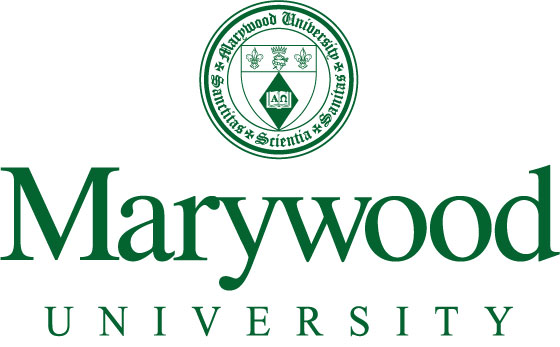 Marywood University
Sanctitas Scientia Sanitas
ΑΩ
Marywood
UNIVERSITY